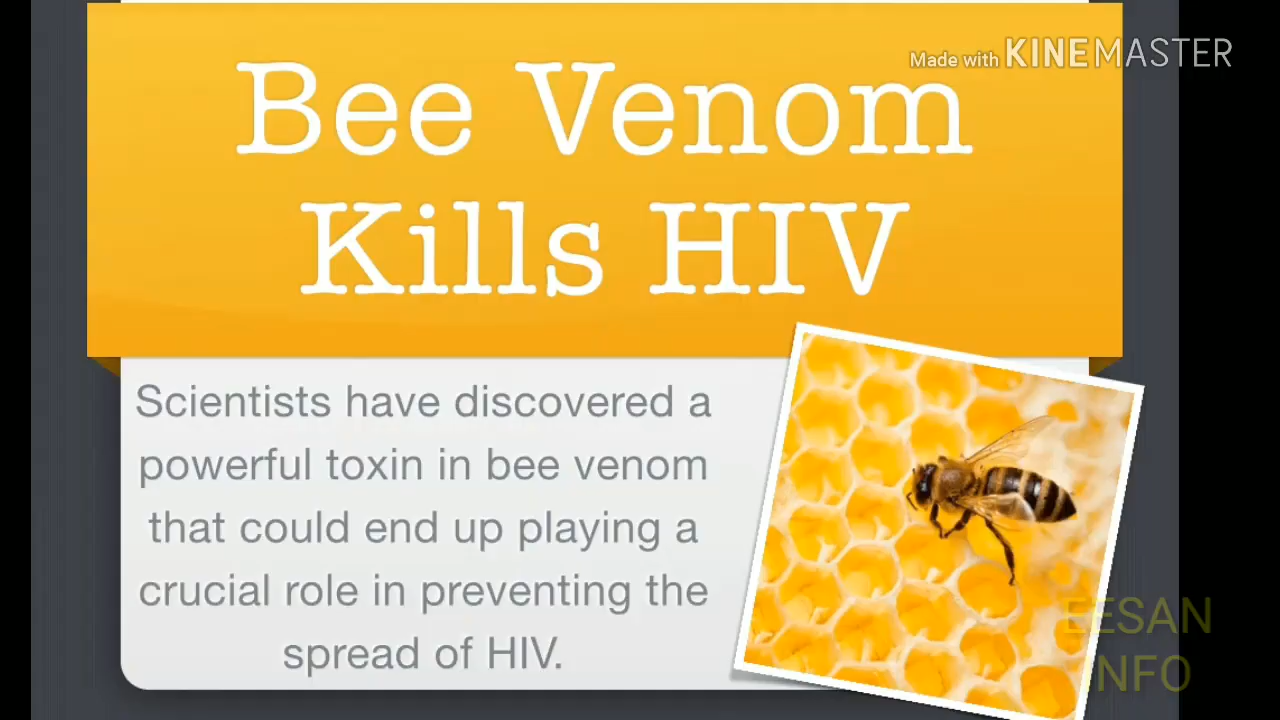 Made with KINEMASTER
Bee Venom
Kills HIV
Scientists have discovered a
powerful toxin in bee venom
that could end up playing a
crucial role in preventing the
spread of HIV.
EESAN
INFO